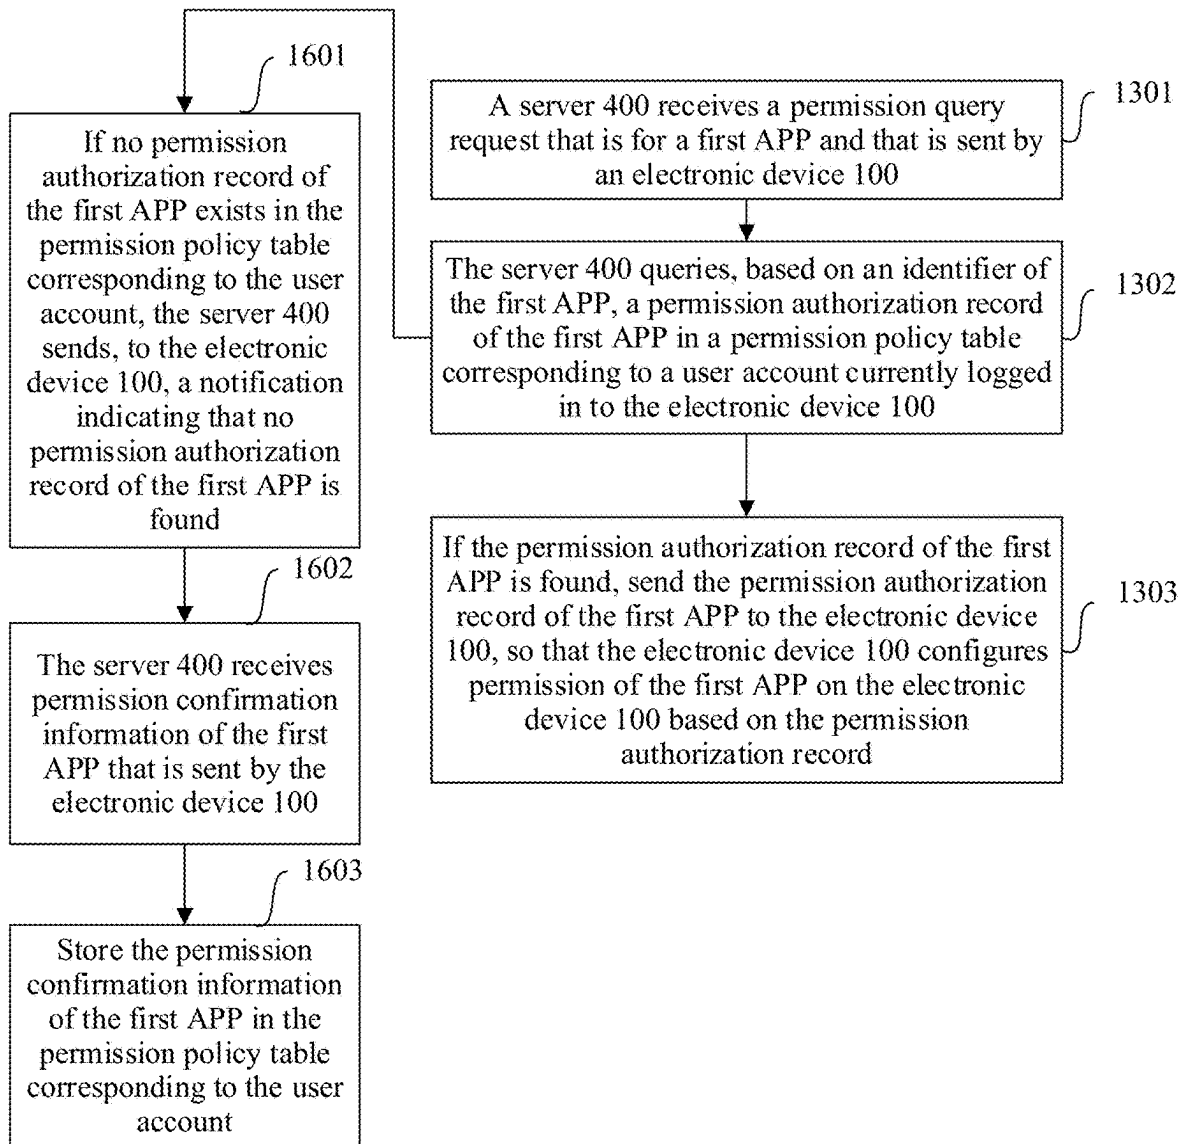 1301
A server 400 receives a permission query
request that is for a first APP and that is sent by
an electronic device 100
1302
The server 400 queries, based on an identifier of
the first APP, a permission authorization record
of the first APP in a permission policy table
corresponding to a user account currently logged
in to the electronic device 100
1303
If the permission authorization record of the first
APP is found, send the permission authorization
record of the first APP to the electronic device
100, so that the electronic device 100 configures
permission of the first APP on the electronic
device 100 based on the permission
authorization record
1601
If no permission
authorization record of
the first APP exists in the
permission policy table
corresponding to the user
account, the server 400
sends, to the electronic
device 100, a notification
indicating that no
permission authorization
record of the first APP is
found
1602
The server 400 receives
permission confirmation
information of the first
APP that is sent by the
electronic device 100
1603
Store the permission
confirmation information
of the first APP in the
permission policy table
corresponding to the user
account